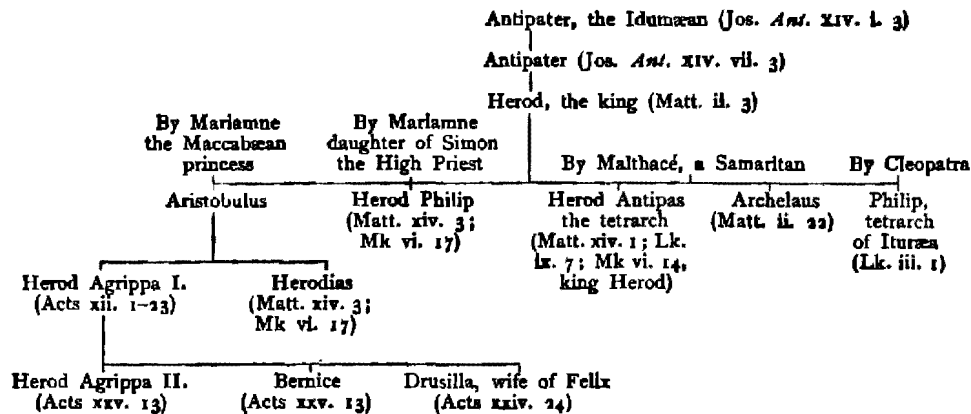 Antipater, the Idumæan (Jos. Ant. XIV. i. 3)
Antipater (Jos. Ant. XIV. vii. 3)
Herod, the king (Matt. ii. 3)
By Mariamne
the Maccabæan
princess
By Mariamne
daughter of Simon
the High Priest
By Malthacé, a Samaritan
By Cleopatra
Aristobulus
Herod Philip
(Matt. xiv. 3;
Mk vi. 17)
Herod Antipas
the tetrarch
(Matt. xiv. 1; Lk.
ix. 7; Mk vi. 14,
king Herod)
Archelaus
(Matt. ii. 22)
Philip,
tetrarch
of Ituræa
(Lk. iii. 1)
Herod Agrippa I.
(Acts xii. 1-23)
Herodias
(Matt. xiv. 3;
Mk vi. 17)
Herod Agrippa II.
(Acts xxv. 13)
Bernice
(Acts xxv. 13)
Drusilla, wife of Felix
(Acts xxiv. 24)